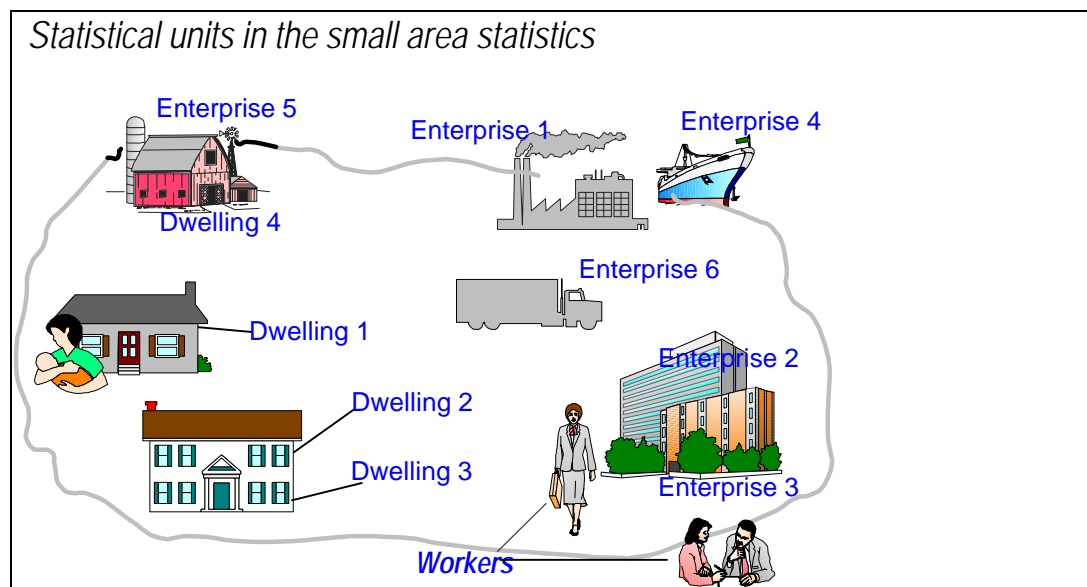 Statistical units in the small area statistics
Enterprise 5
Enterprise 1
Enterprise 4
Dwelling 4
Enterprise 6
Dwelling 1
Enterprise 2
Dwelling 2
Dwelling 3
Enterprise 3
Workers